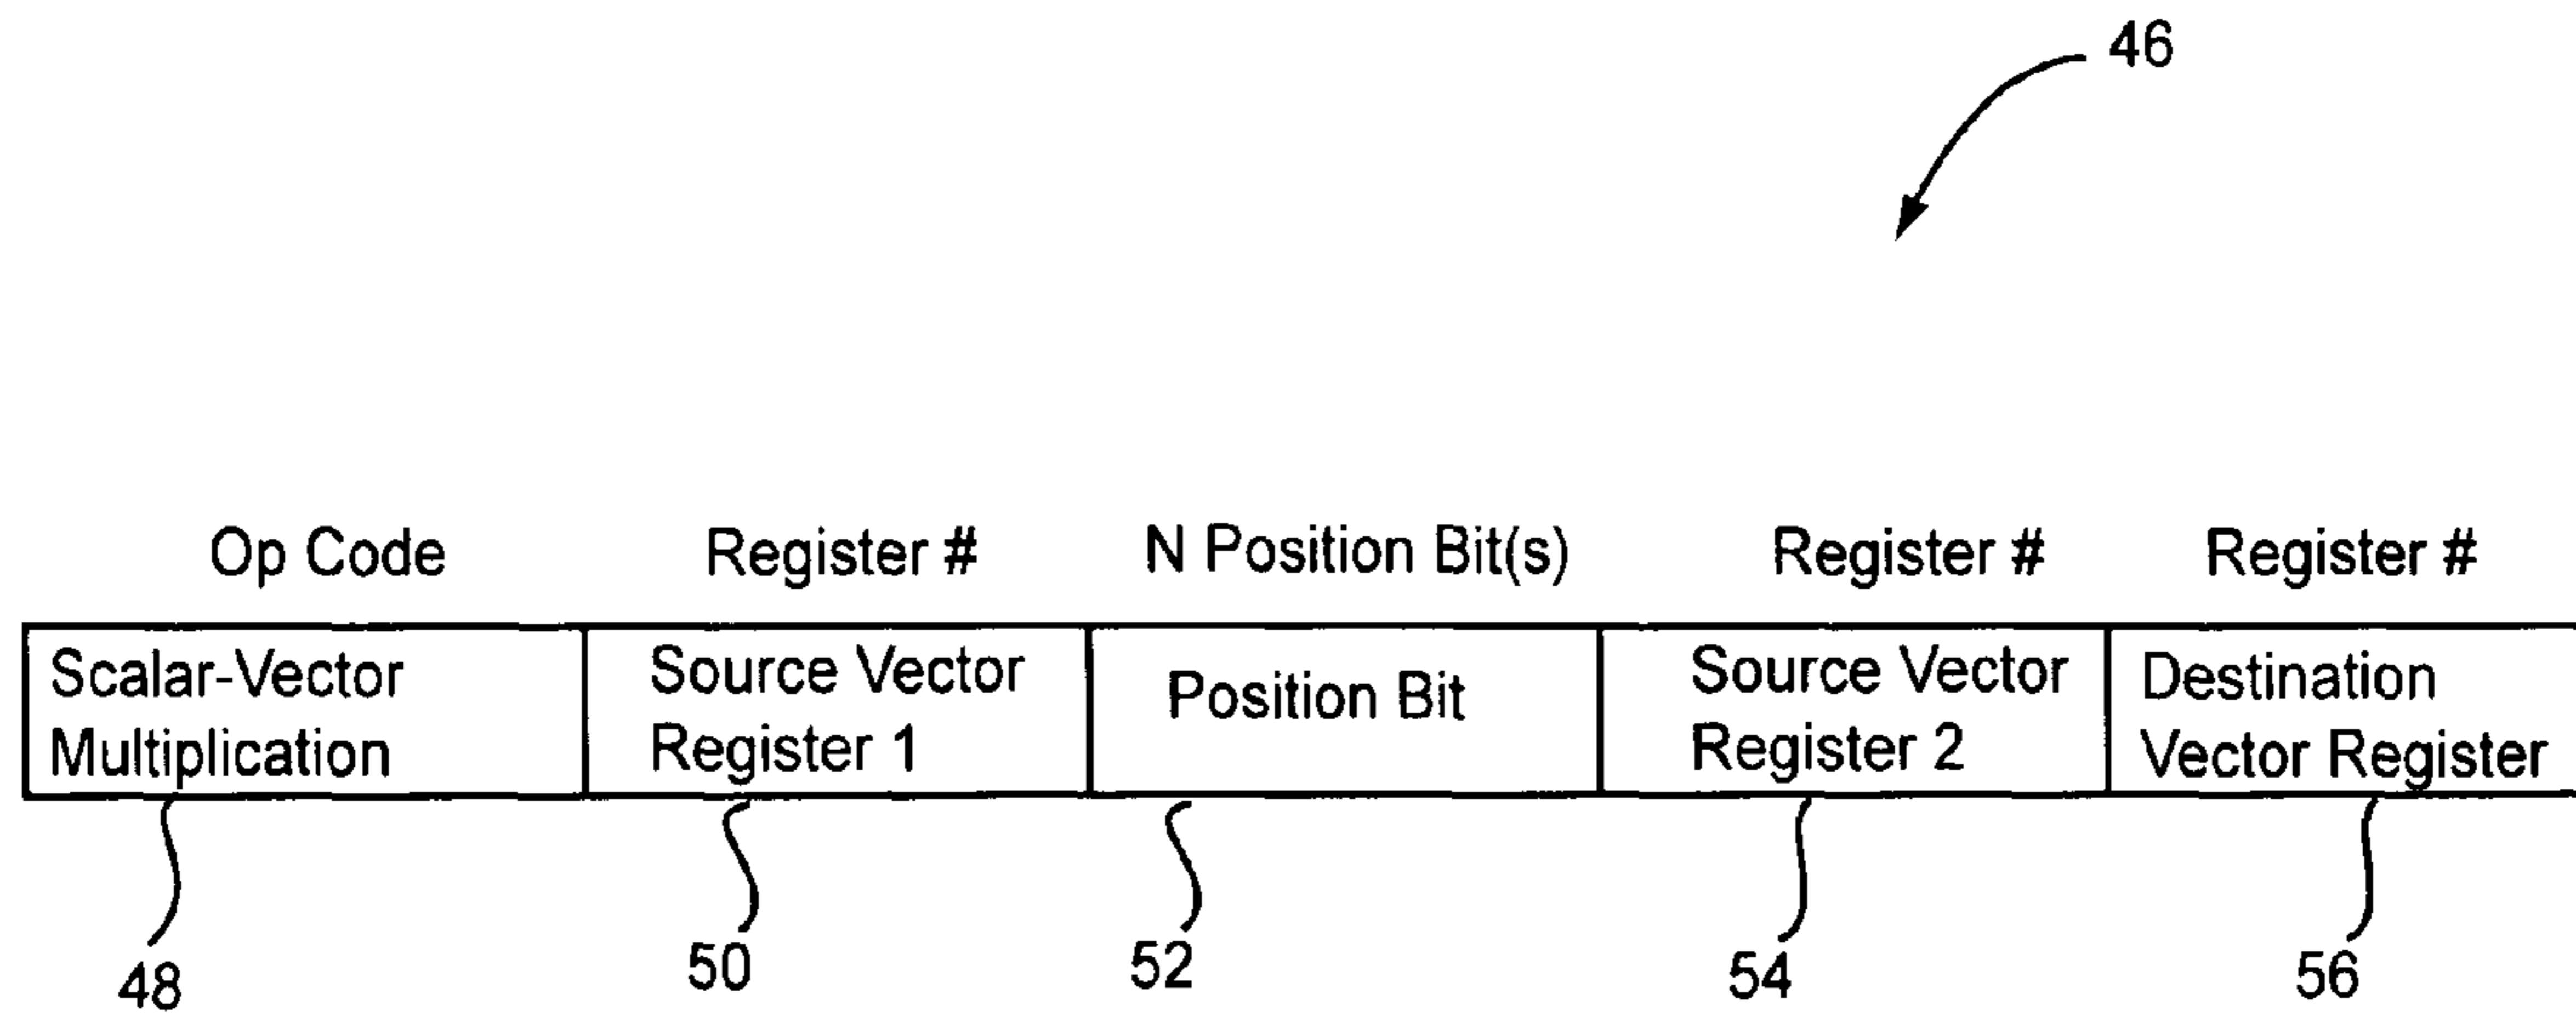 46
Op Code
Register #
N Position Bit(s)
Register #
Register #
Scalar-Vector
Multiplication
Source Vector
Register 1
Position Bit
Source Vector
Register 2
Destination
Vector Register
48
50
52
54
56